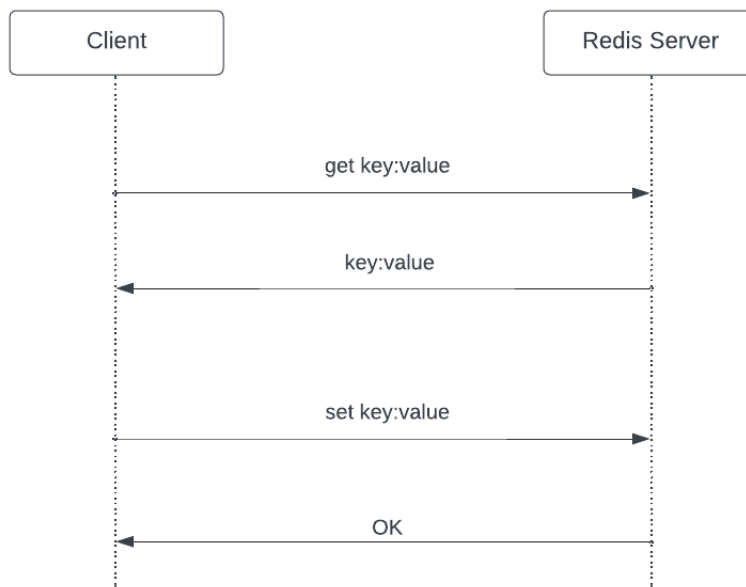 Client
Redis Server
get key:value
key:value
set key:value
OK